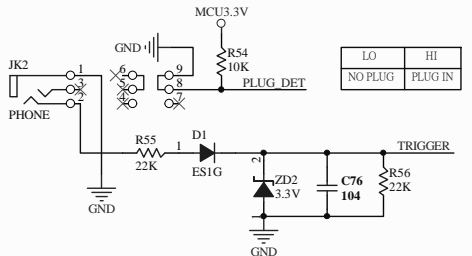 MCU3.3V
JK2
1
3
2
PHONE
GND
6
5
4
9
8
7
R54
10K
PLUG_DET
LO HI
NO PLUG PLUG IN
R55
22K
1
D1
ES1G
TRIGGER
2
ZD2
3.3V
C76
104
R56
22K
GND
GND